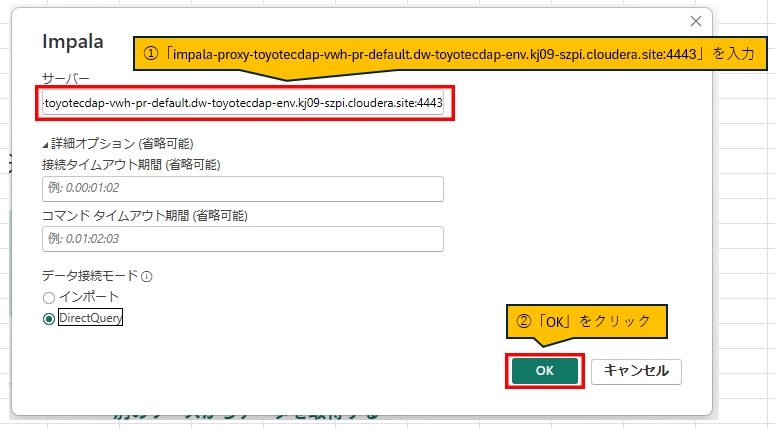 Impala
①「impala-proxy-toyotecdap-vwh-pr-default.dw-toyotecdap-env.kj09-szpi.cloudera.site:4443」を入力
サーバー
-toyotecdap-vwh-pr-default.dw-toyotecdap-env.kj09-szpi.cloudera.site:4443
詳細オプション (省略可能)
接続タイムアウト期間 (省略可能)
例: 0.00:01:02
コマンド タイムアウト期間 (省略可能)
例: 0.01:02:03
データ接続モード
インポート
DirectQuery
②「OK」をクリック
OK
キャンセル